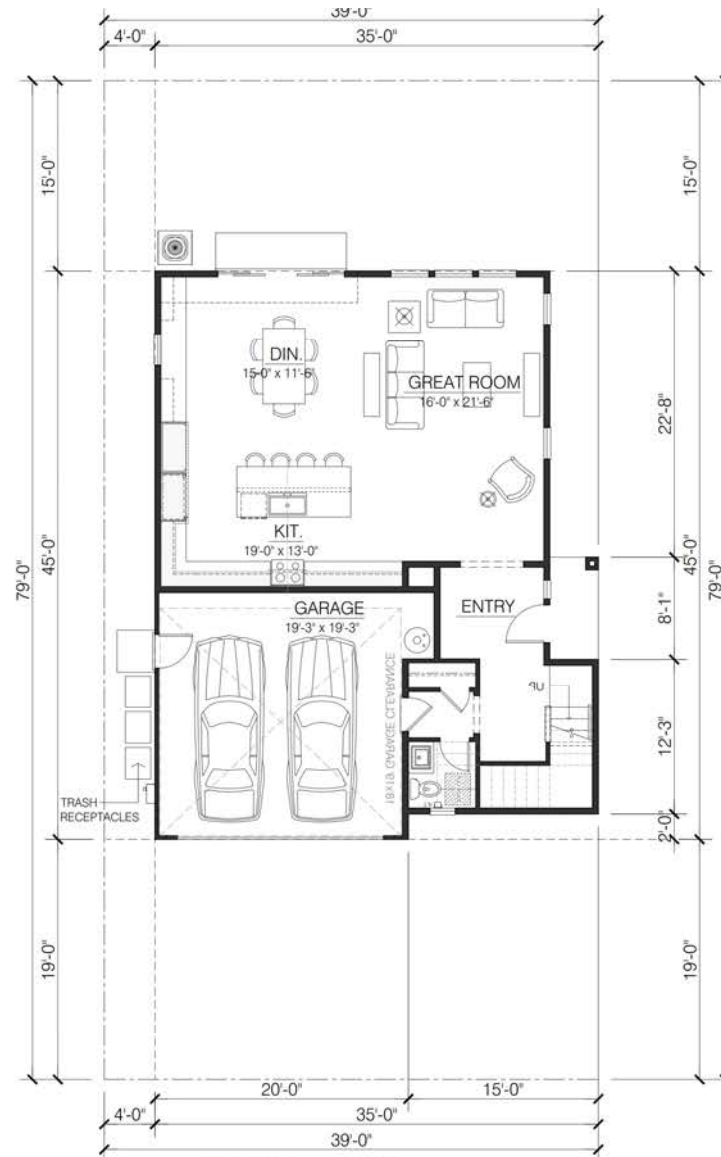 39'-0"
4'-0" 35'-0"
15'-0" 15'-0"
DIN.
15'-0" x 11'-6"
GREAT ROOM
16'-0" x 21'-6"
22'-8"
KIT.
19'-0" x 13'-0"
79'-0" 45'-0" 45'-0" 79'-0"
GARAGE
19'-3" x 19'-3"
ENTRY
8'-1"
18x19 GARAGE CLEARANCE
UP
12'-3"
TRASH
RECEPTACLES
2'-0"
19'-0" 19'-0"
20'-0" 15'-0"
4'-0" 35'-0"
39'-0"